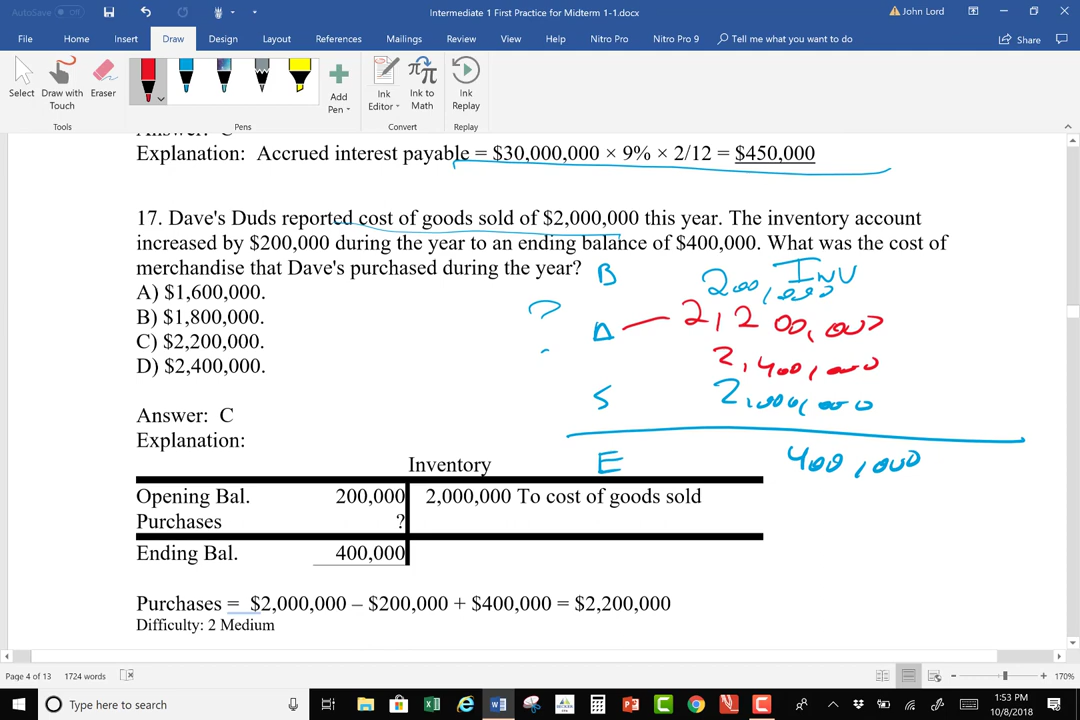 AutoSave Off
Intermediate 1 First Practice for Midterm 1-1.docx
John Lord
File Home Insert Draw Design Layout References Mailings Review View Help Nitro Pro Nitro Pro 9 Tell me what you want to do
Share
Select
Draw with Touch
Eraser
Add Pen
Ink Editor
Ink to Math
Ink Replay
Tools
Pens
Convert
Replay
Explanation: Accrued interest payable = $30,000,000 × 9% × 2/12 = $450,000
17. Dave's Duds reported cost of goods sold of $2,000,000 this year. The inventory account
increased by $200,000 during the year to an ending balance of $400,000. What was the cost of
merchandise that Dave's purchased during the year?
A) $1,600,000.
B) $1,800,000.
C) $2,200,000.
D) $2,400,000.
INV
B 200,000
? A 2,200,000
2,400,000
S 2,000,000
E 400,000
Answer: C
Explanation:
Inventory
Opening Bal. 200,000 2,000,000 To cost of goods sold
Purchases ?
Ending Bal. 400,000
Purchases = $2,000,000 – $200,000 + $400,000 = $2,200,000
Difficulty: 2 Medium
Page 4 of 13 1724 words
170%
Type here to search
1:53 PM
10/8/2018